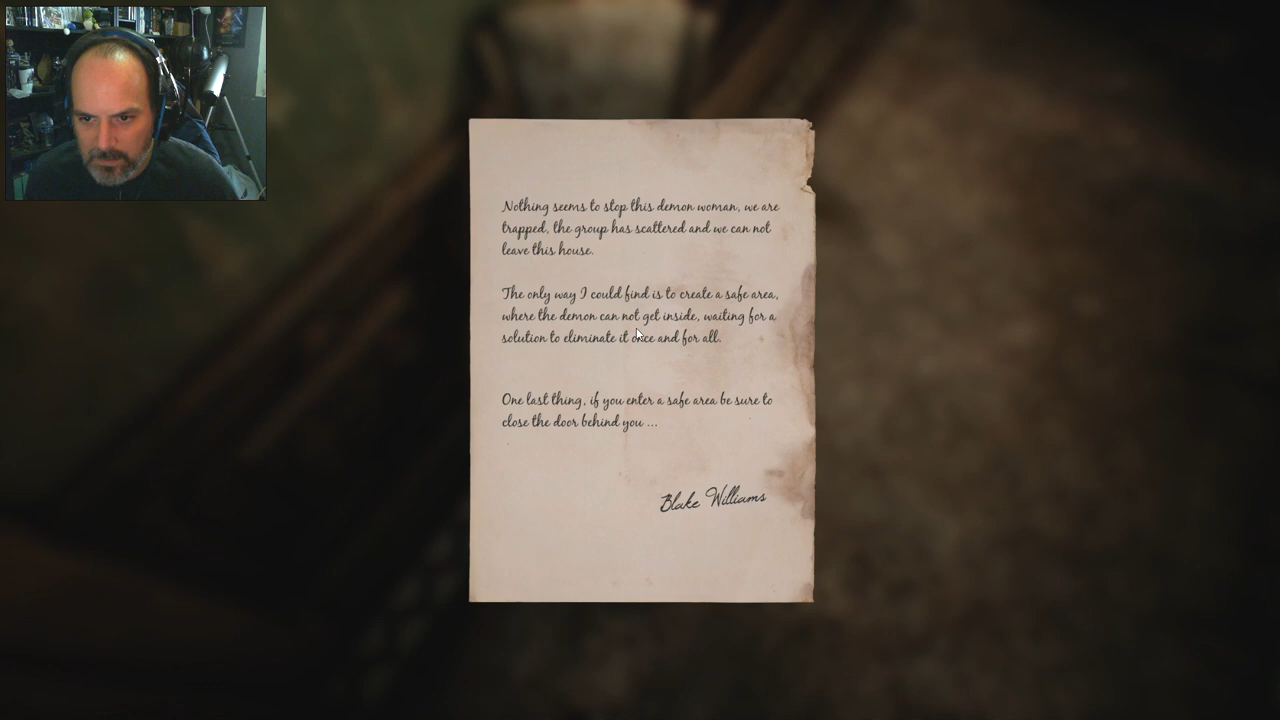 Nothing seems to stop this demon woman, we are
trapped, the group has scattered and we can not
leave this house.
The only way I could find is to create a safe area,
where the demon can not get inside, waiting for a
solution to eliminate it once and for all.
One last thing, if you enter a safe area be sure to
close the door behind you ...
Blake Williams